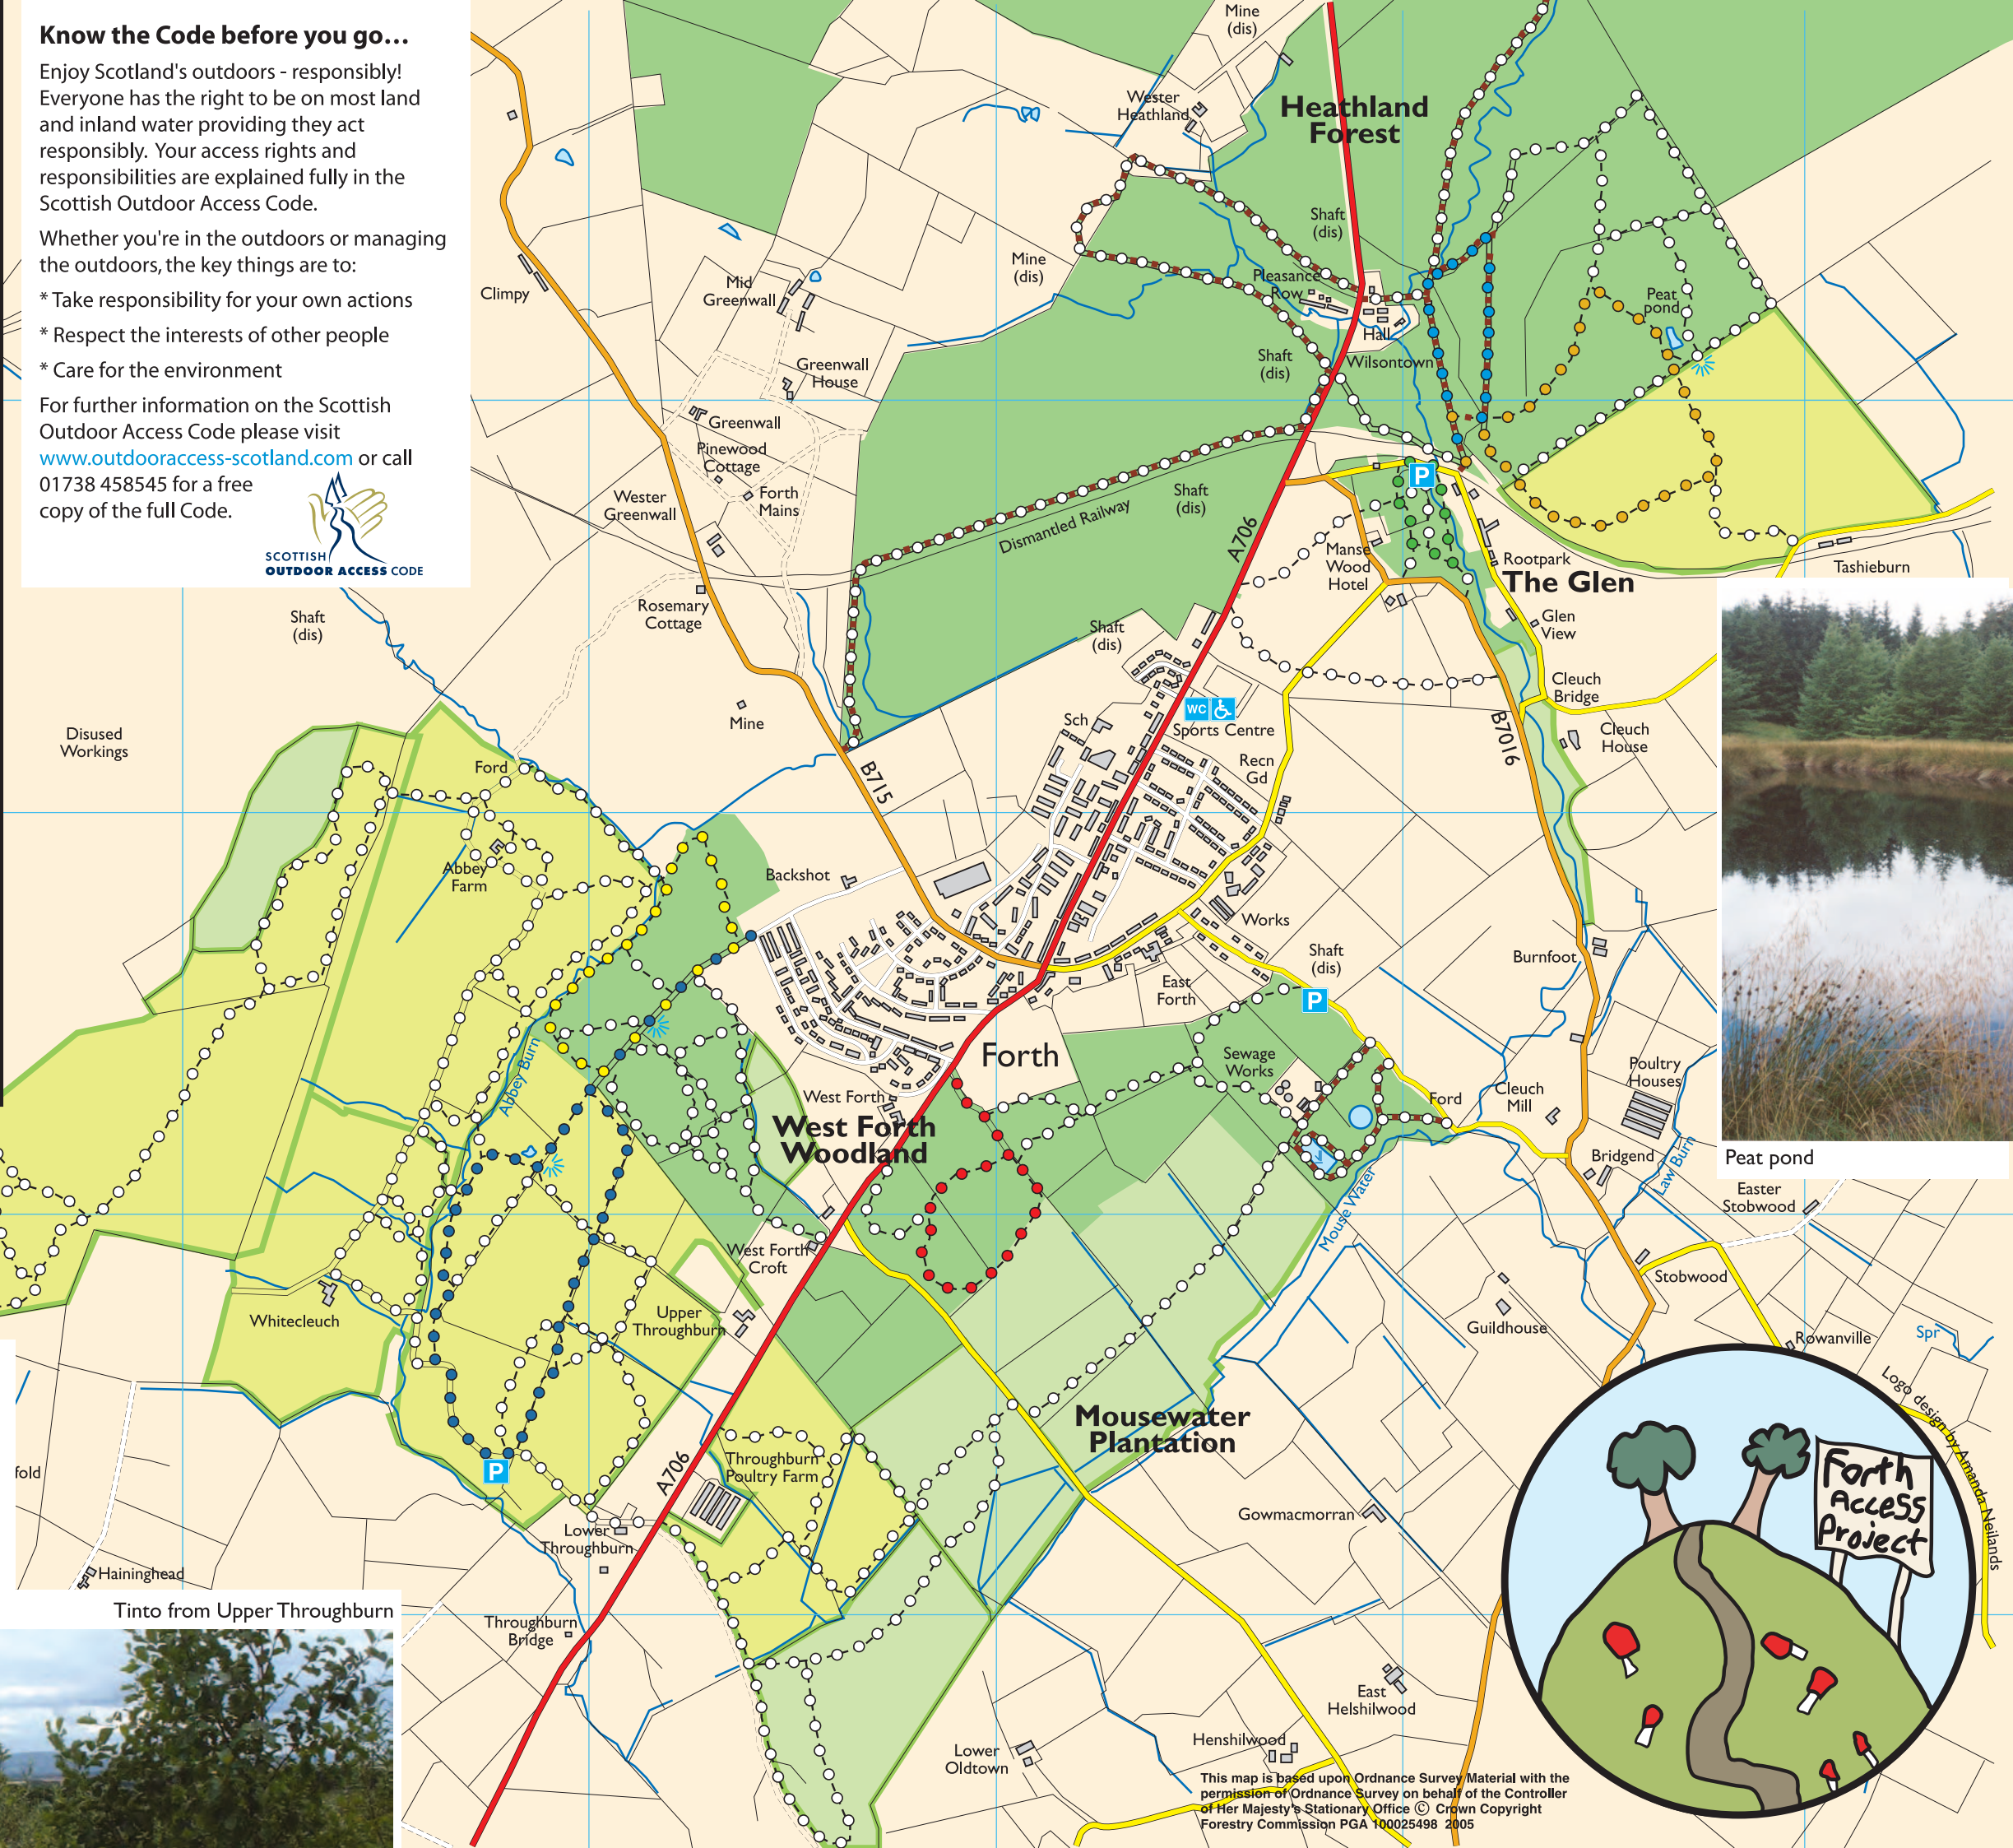 Know the Code before you go...
Enjoy Scotland's outdoors - responsibly!
Everyone has the right to be on most land
and inland water providing they act
responsibly. Your access rights and
responsibilities are explained fully in the
Scottish Outdoor Access Code.
Whether you're in the outdoors or managing
the outdoors, the key things are to:
* Take responsibility for your own actions
* Respect the interests of other people
* Care for the environment
For further information on the Scottish
Outdoor Access Code please visit
www.outdooraccess-scotland.com or call
01738 458545 for a free
copy of the full Code.
SCOTTISH
OUTDOOR ACCESS CODE
Mine
(dis)
Wester
Heathland
Heathland
Forest
Shaft
(dis)
Mine
(dis)
Pleasance
Row
Hall
Wilsontown
Shaft
(dis)
Peat
pond
Climpy
Mid
Greenwall
Greenwall
House
Greenwall
Pinewood
Cottage
Forth
Mains
Wester
Greenwall
Rosemary
Cottage
Shaft
(dis)
Dismantled Railway
A706
P
Manse
Wood
Hotel
Rootpark
The Glen
Tashieburn
Glen
View
Cleuch
Bridge
Cleuch
House
B7016
Shaft
(dis)
Shaft
(dis)
Mine
Disused
Workings
Ford
B715
Sch
WC
Sports Centre
Recn
Gd
Abbey
Farm
Backshot
Works
Shaft
(dis)
Burnfoot
East
Forth
P
Forth
Sewage
Works
Abbey Burn
West Forth
West Forth
Woodland
Ford
Cleuch
Mill
Poultry
Houses
Bridgend
Law Burn
Peat pond
Easter
Stobwood
Mouse Water
West Forth
Croft
Whitecleuch
Upper
Throughburn
Stobwood
Guildhouse
Rowanville
Spr
Logo design by Amanda Neilands
Mousewater
Plantation
Throughburn
Poultry Farm
A706
P
fold
Lower
Throughburn
Gowmacmorran
Haininghead
Tinto from Upper Throughburn
Throughburn
Bridge
Forth
Access
Project
East
Helshilwood
Henshilwood
Lower
Oldtown
This map is based upon Ordnance Survey Material with the
permission of Ordnance Survey on behalf of the Controller
of Her Majesty's Stationary Office © Crown Copyright
Forestry Commission PGA 100025498 2005